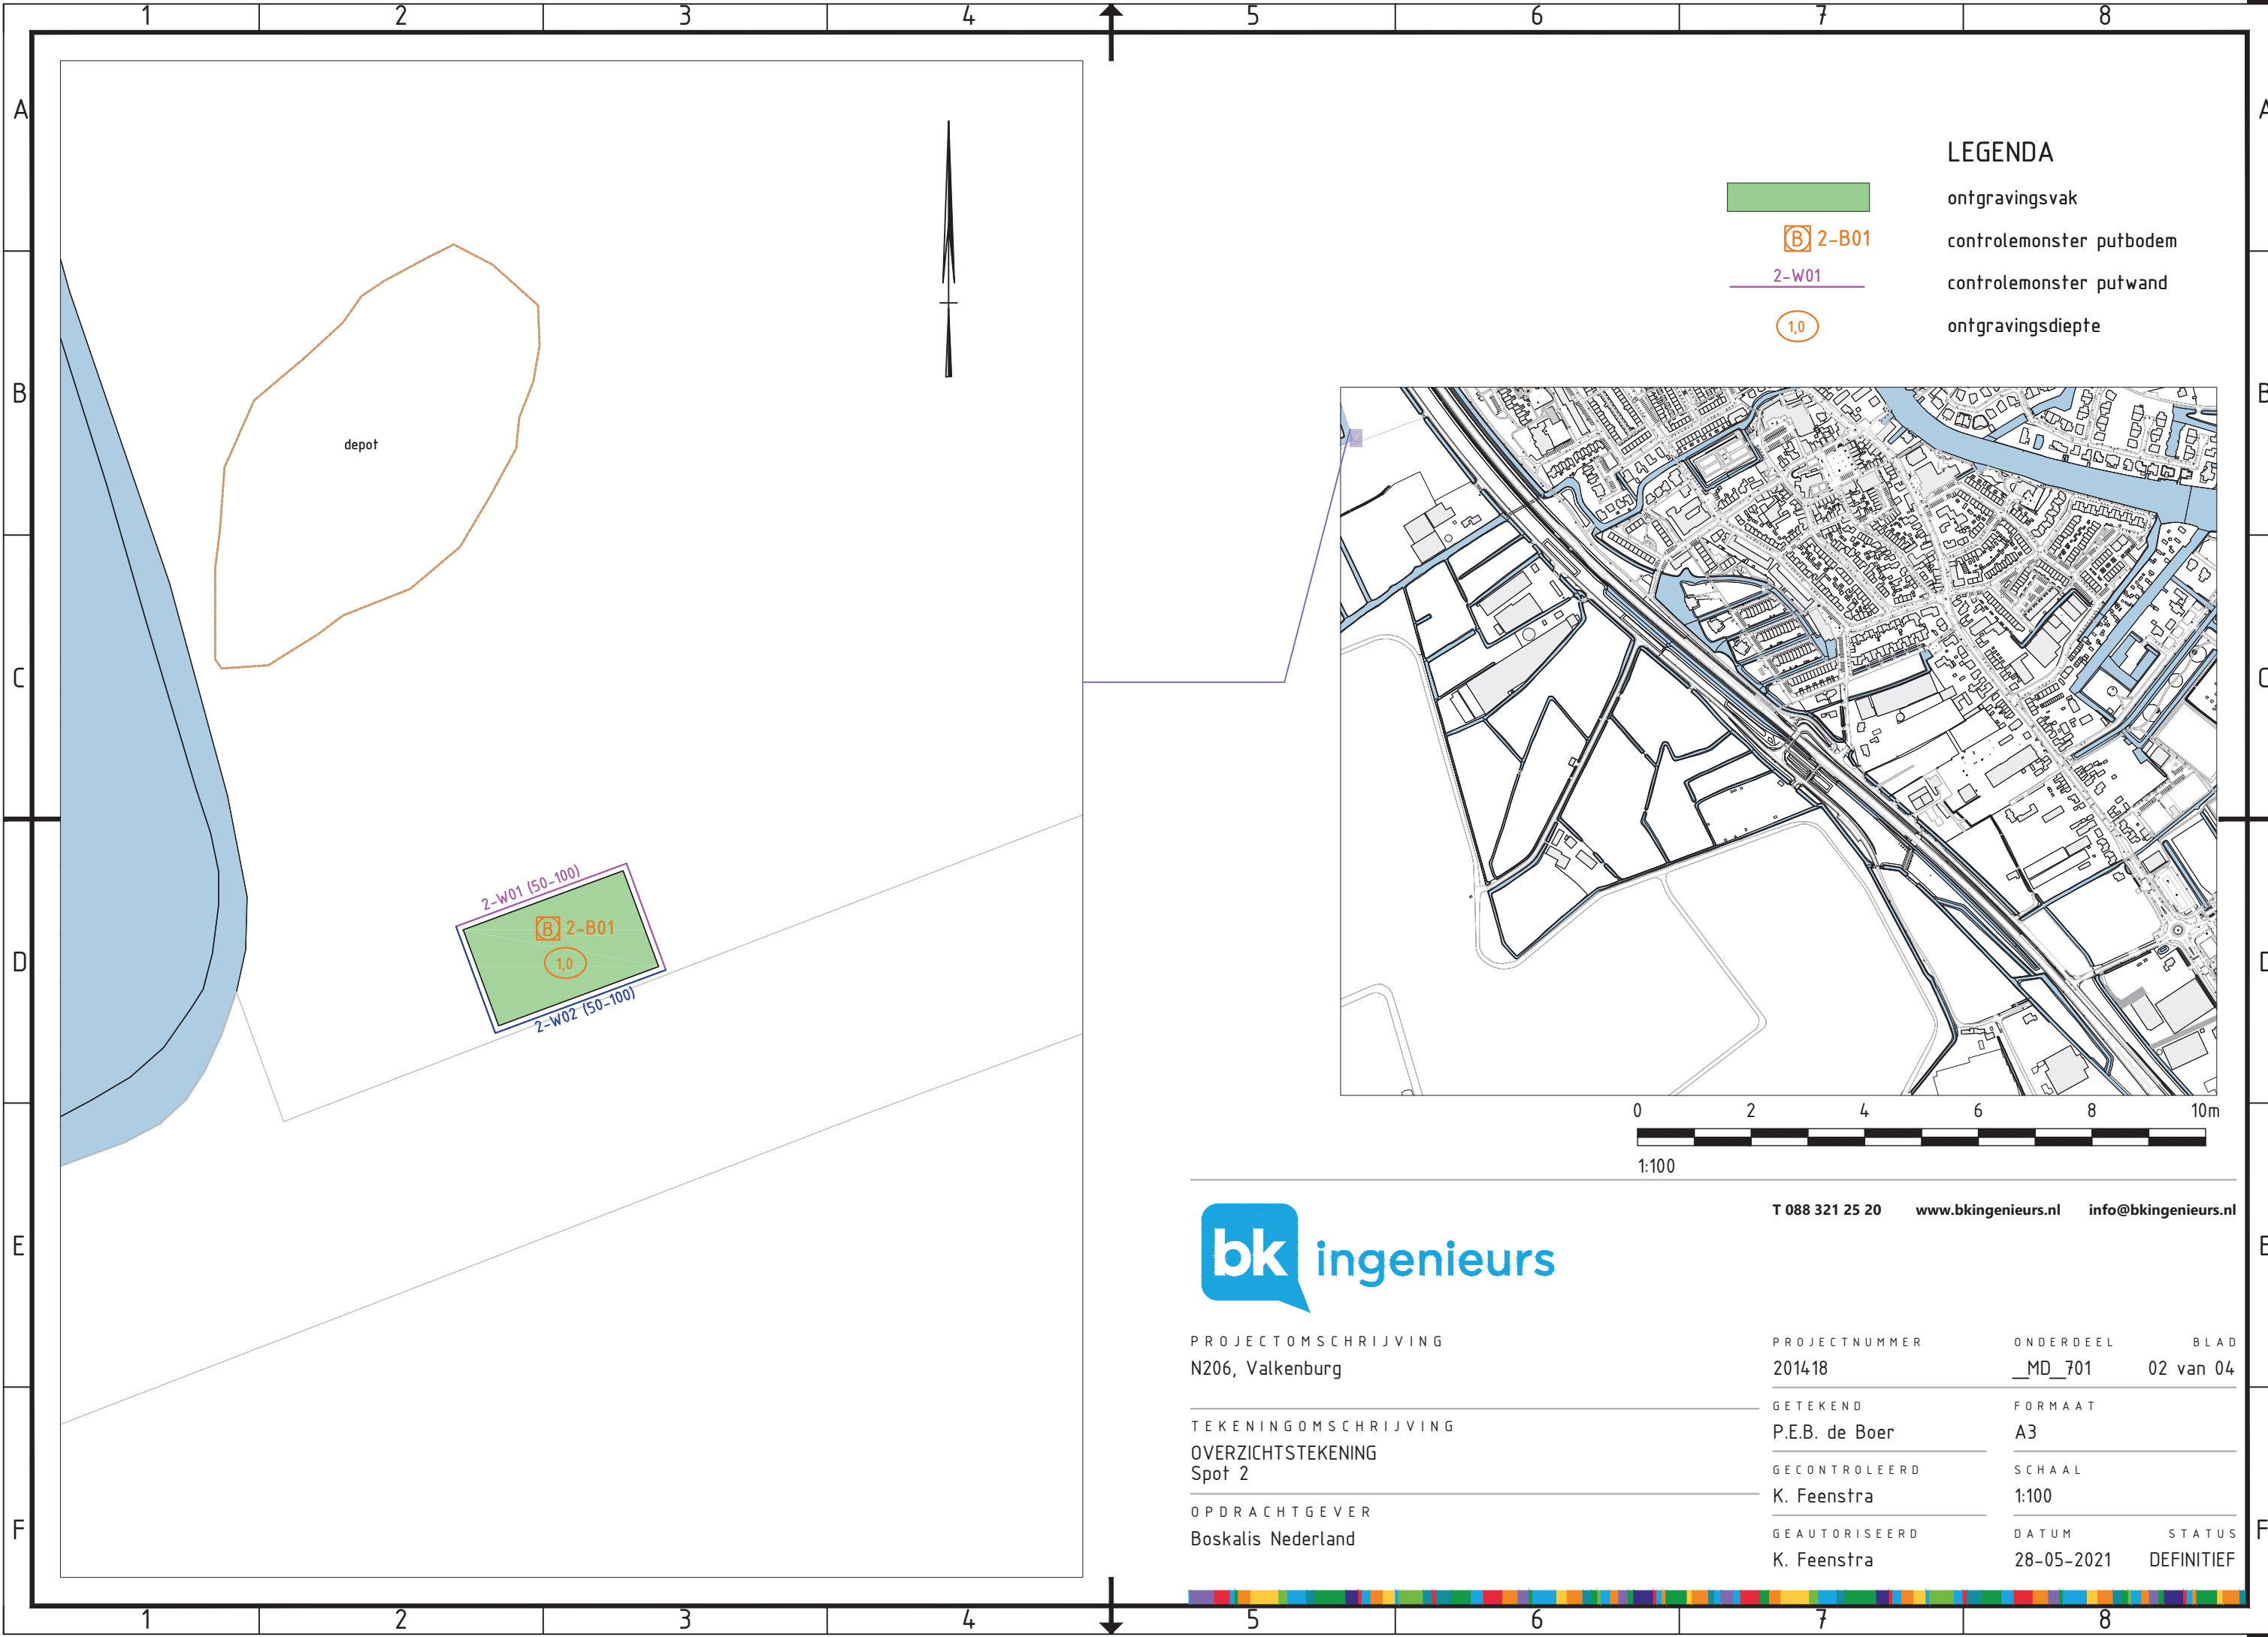 1 2 3 4 5 6 7 8
A A
B B
C C
D D
E E
F F
depot
2-W01 (50-100)
B 2-B01
1,0
2-W02 (50-100)
LEGENDA
ontgravingsvak
B 2-B01 controlemonster putbodem
2-W01 controlemonster putwand
1,0 ontgravingsdiepte
0 2 4 6 8 10m
1:100
T 088 321 25 20 www.bkingenieurs.nl info@bkingenieurs.nl
bk ingenieurs
PROJECTOMSCHRIJVING
N206, Valkenburg
TEKENINGOMSCHRIJVING
OVERZICHTSTEKENING
Spot 2
OPDRACHTGEVER
Boskalis Nederland
PROJECTNUMMER ONDERDEEL BLAD
201418 _MD_701 02 van 04
GETEKEND FORMAAT
P.E.B. de Boer A3
GECONTROLEERD SCHAAL
K. Feenstra 1:100
GEAUTORISEERD DATUM STATUS
K. Feenstra 28-05-2021 DEFINITIEF
1 2 3 4 5 6 7 8